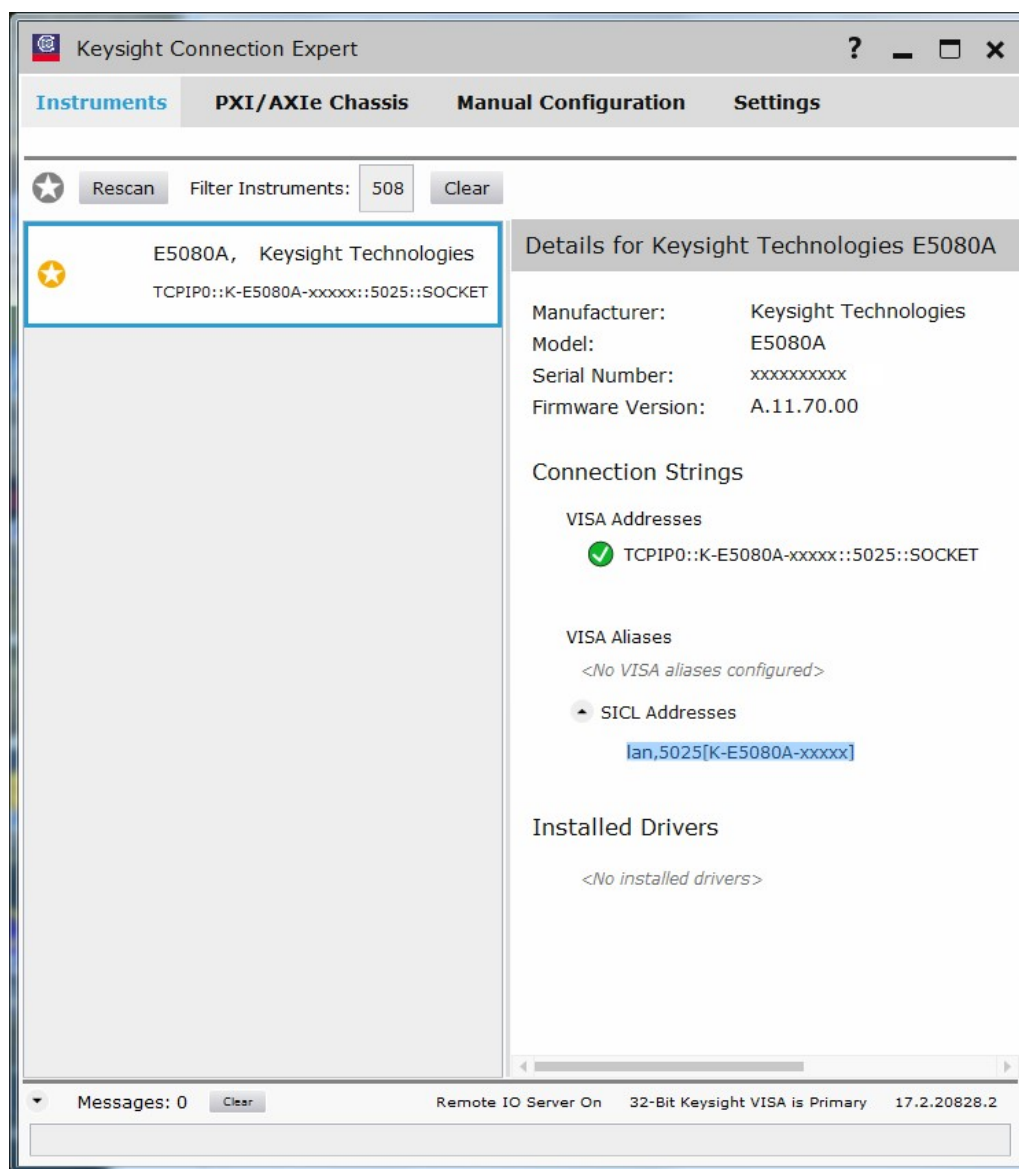 Keysight Connection Expert
Instruments PXI/AXIe Chassis Manual Configuration Settings
Rescan Filter Instruments: 508 Clear
E5080A, Keysight Technologies
TCPIP0::K-E5080A-xxxxx::5025::SOCKET
Details for Keysight Technologies E5080A
Manufacturer: Keysight Technologies
Model: E5080A
Serial Number: xxxxxxxxxx
Firmware Version: A.11.70.00
Connection Strings
VISA Addresses
TCPIP0::K-E5080A-xxxxx::5025::SOCKET
VISA Aliases
<No VISA aliases configured>
SICL Addresses
lan,5025[K-E5080A-xxxxx]
Installed Drivers
<No installed drivers>
Messages: 0 Clear Remote IO Server On 32-Bit Keysight VISA is Primary 17.2.20828.2